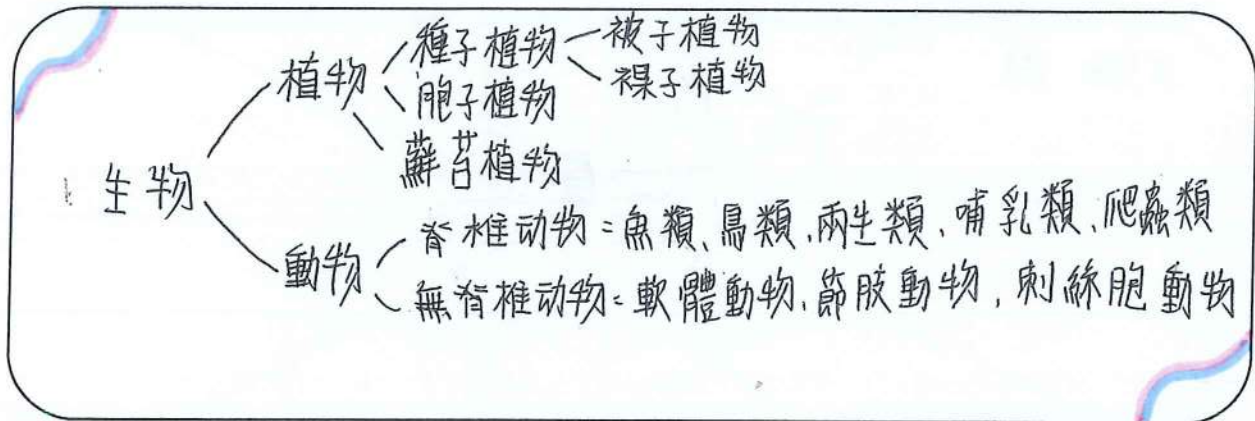 種子植物 被子植物
植物 胞子植物 裸子植物
蘚苔植物
生物
脊椎动物:魚類、鳥類、兩生類、哺乳類、爬蟲類
動物
無脊椎动物:軟體動物、節肢動物、刺絲胞動物